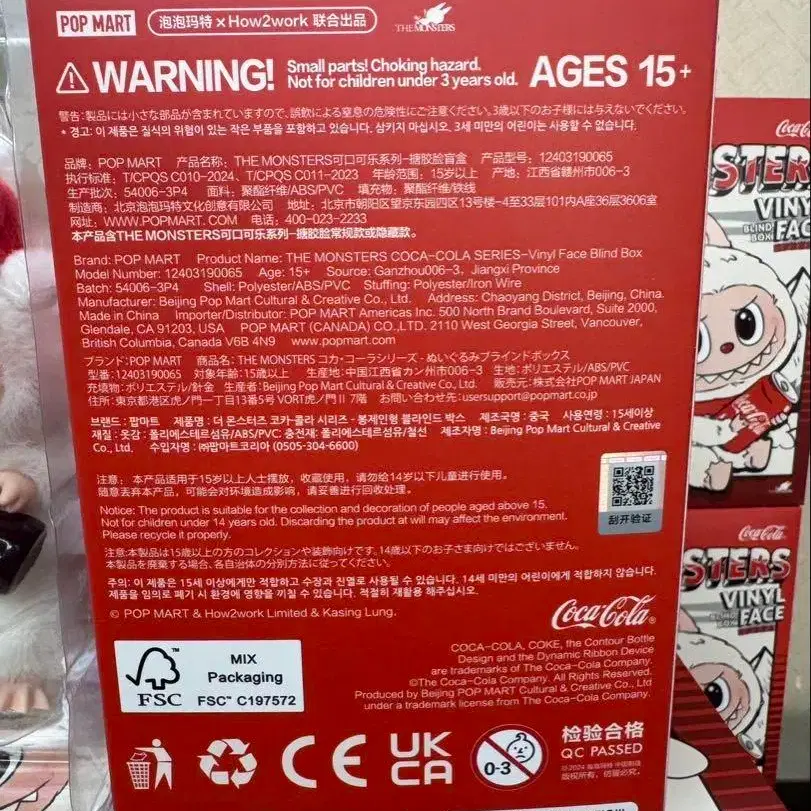 POP MART
泡泡玛特 × How2work 联合出品
THE MONSTERS
WARNING!
Small parts! Choking hazard.
Not for children under 3 years old.
AGES 15+
警告:製品には小さな部品が含まれていますので、誤飲による窒息の危険性にご注意ください。3歳以下のお子様には与えないでください。
* 경고: 이 제품은 질식의 위험이 있는 작은 부품을 포함하고 있습니다. 삼키지 마십시오. 3세 미만의 어린이는 사용할 수 없습니다.
品牌: POP MART 产品名称: THE MONSTERS可口可乐系列-搪胶脸盲盒 产品型号: 12403190065
执行标准: T/CPQS C010-2024、T/CPQS C011-2023 年龄范围: 15岁以上 产地: 江西省赣州市006-3
生产批次: 54006-3P4 面料: 聚酯纤维/ABS/PVC 填充物: 聚酯纤维/铁线
制造商: 北京泡泡玛特文化创意有限公司 地址: 北京市朝阳区望京东园四区13号楼-4至33层101内A座36层3606室
网址: WWW.POPMART.COM 电话: 400-023-2233
本产品含THE MONSTERS可口可乐系列-搪胶脸常规款或隐藏款。
Brand: POP MART Product Name: THE MONSTERS COCA-COLA SERIES-Vinyl Face Blind Box
Model Number: 12403190065 Age: 15+ Source: Ganzhou006-3, Jiangxi Province
Batch: 54006-3P4 Shell: Polyester/ABS/PVC Stuffing: Polyester/Iron Wire
Manufacturer: Beijing Pop Mart Cultural & Creative Co., Ltd. Address: Chaoyang District, Beijing, China.
Made in China Importer/Distributor: POP MART Americas Inc. 500 North Brand Boulevard, Suite 2000,
Glendale, CA 91203, USA POP MART (CANADA) CO.,LTD. 2110 West Georgia Street, Vancouver,
British Columbia, Canada V6B 4N9 www.popmart.com
ブランド:POP MART 商品名: THE MONSTERS コカ・コーラシリーズ - ぬいぐるみブラインドボックス
型番: 12403190065 対象年齢:15歳以上 生産地:中国江西省カン州市006-3 生地:ポリエステル/ABS/PVC
充填物:ポリエステル/針金 生産者:Beijing Pop Mart Cultural & Creative Co., Ltd. 販売元:株式会社POP MART JAPAN
住所:東京都港区虎ノ門一丁目13番5号 VORT虎ノ門Ⅱ 7階 お問い合わせ先:usersupport@popmart.co.jp
브랜드 : 팝마트 제품명 : 더 몬스터즈 코카-콜라 시리즈 - 봉제인형 블라인드 박스 제조국명 : 중국 사용연령 : 15세이상
재질 : 옷감 : 폴리에스테르섬유/ABS/PVC 충전재: 폴리에스테르섬유/철선 제조자명 : Beijing Pop Mart Cultural & Creative
Co., Ltd. 수입자명 : ㈜팝마트코리아 (0505-304-6600)
注意: 本产品适用于15岁以上人士摆放,收藏使用,请勿给14岁以下儿童进行使用。
随意丢弃本产品,可能会对环境造成影响,请妥善进行回收处理。
Notice: The product is suitable for the collection and decoration of people aged above 15.
Not for children under 14 years old. Discarding the product at will may affect the environment.
Please recycle it properly.
注意:本製品は15歳以上の方のコレクションや装飾向けです。14歳以下のお子さま向けではございません。
本製品を廃棄する場合、各自治体の分別方法に従ってください。
주의: 이 제품은 15세 이상에게만 적합하고 수장과 진열로 사용될 수 있습니다. 14세 미만의 어린이에게 적합하지 않습니다.
제품을 임의로 폐기 시 환경에 영향을 끼칠 수 있습니다. 적절히 재활용 해주십시오.
刮开验证
© POP MART & How2work Limited & Kasing Lung.
Coca-Cola®
COCA-COLA, COKE, the Contour Bottle
Design and the Dynamic Ribbon Device
are trademarks of The Coca-Cola Company.
©The Coca-Cola Company. All Rights Reserved.
Produced by Beijing POP MART Cultural & Creative Co., Ltd
under a trademark license from The Coca-Cola Company.
FSC™
MIX
Packaging
FSC™ C197572
CE
UK
CA
0-3
检验合格
QC PASSED
版权所有,仿冒必究。
Coca-Cola
STERS
VINYL
BLIND BOX
FACE
Coca-Cola
STERS
VINYL
FACE